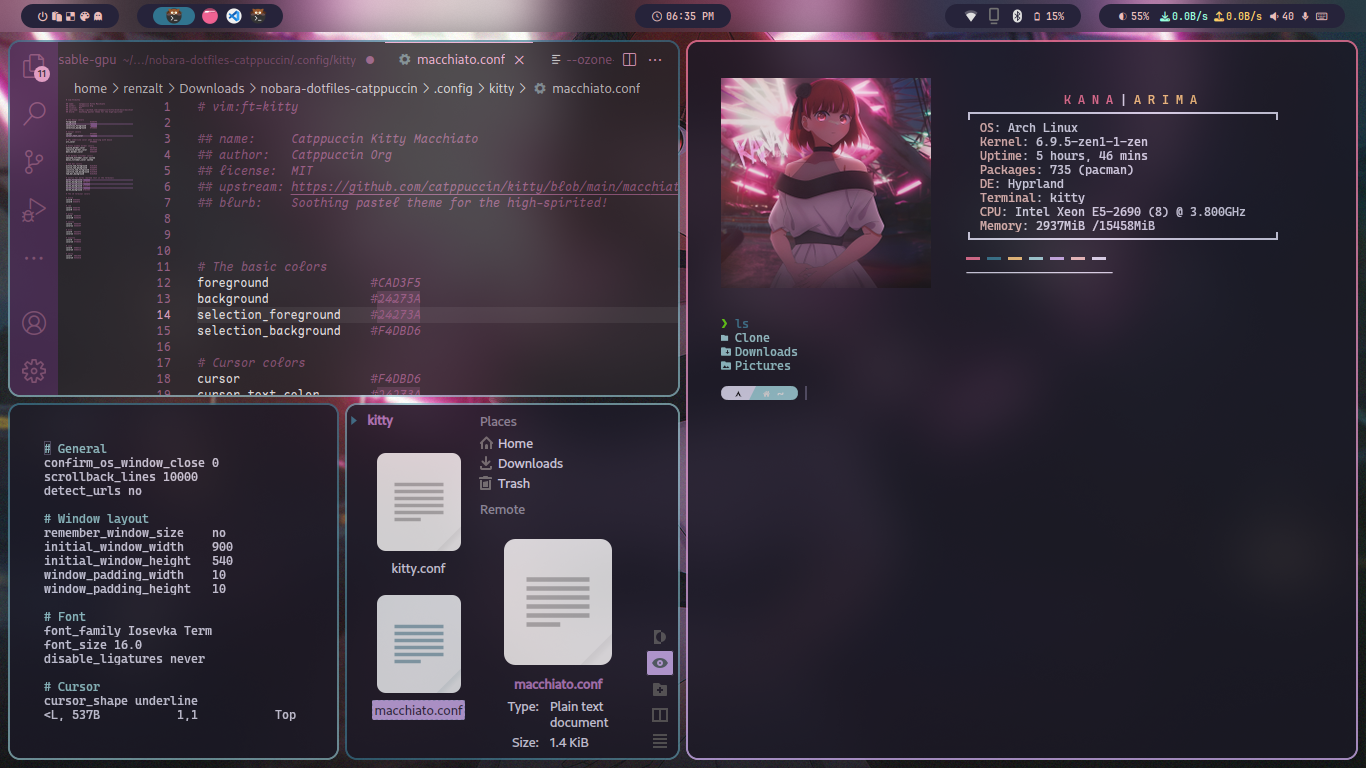 06:35 PM
15%
55% 0.0B/s 0.0B/s 40
11
sable-gpu ~/.../nobara-dotfiles-catppuccin/.config/kitty
macchiato.conf
--ozone
home > renzalt > Downloads > nobara-dotfiles-catppuccin > .config > kitty > macchiato.conf
1 # vim:ft=kitty
2
3 ## name: Catppuccin Kitty Macchiato
4 ## author: Catppuccin Org
5 ## license: MIT
6 ## upstream: https://github.com/catppuccin/kitty/blob/main/macchiat
7 ## blurb: Soothing pastel theme for the high-spirited!
8
9
10
11 # The basic colors
12 foreground #CAD3F5
13 background #24273A
14 selection_foreground #24273A
15 selection_background #F4DBD6
16
17 # Cursor colors
18 cursor #F4DBD6
19 cursor_text_color #24273A
KANA|ARIMA
OS: Arch Linux
Kernel: 6.9.5-zen1-1-zen
Uptime: 5 hours, 46 mins
Packages: 735 (pacman)
DE: Hyprland
Terminal: kitty
CPU: Intel Xeon E5-2690 (8) @ 3.800GHz
Memory: 2937MiB /15458MiB
❯ ls
Clone
Downloads
Pictures
# General
confirm_os_window_close 0
scrollback_lines 10000
detect_urls no
# Window layout
remember_window_size no
initial_window_width 900
initial_window_height 540
window_padding_width 10
window_padding_height 10
# Font
font_family Iosevka Term
font_size 16.0
disable_ligatures never
# Cursor
cursor_shape underline
<L, 537B 1,1 Top
kitty
kitty.conf
macchiato.conf
Places
Home
Downloads
Trash
Remote
macchiato.conf
Type: Plain text
document
Size: 1.4 KiB